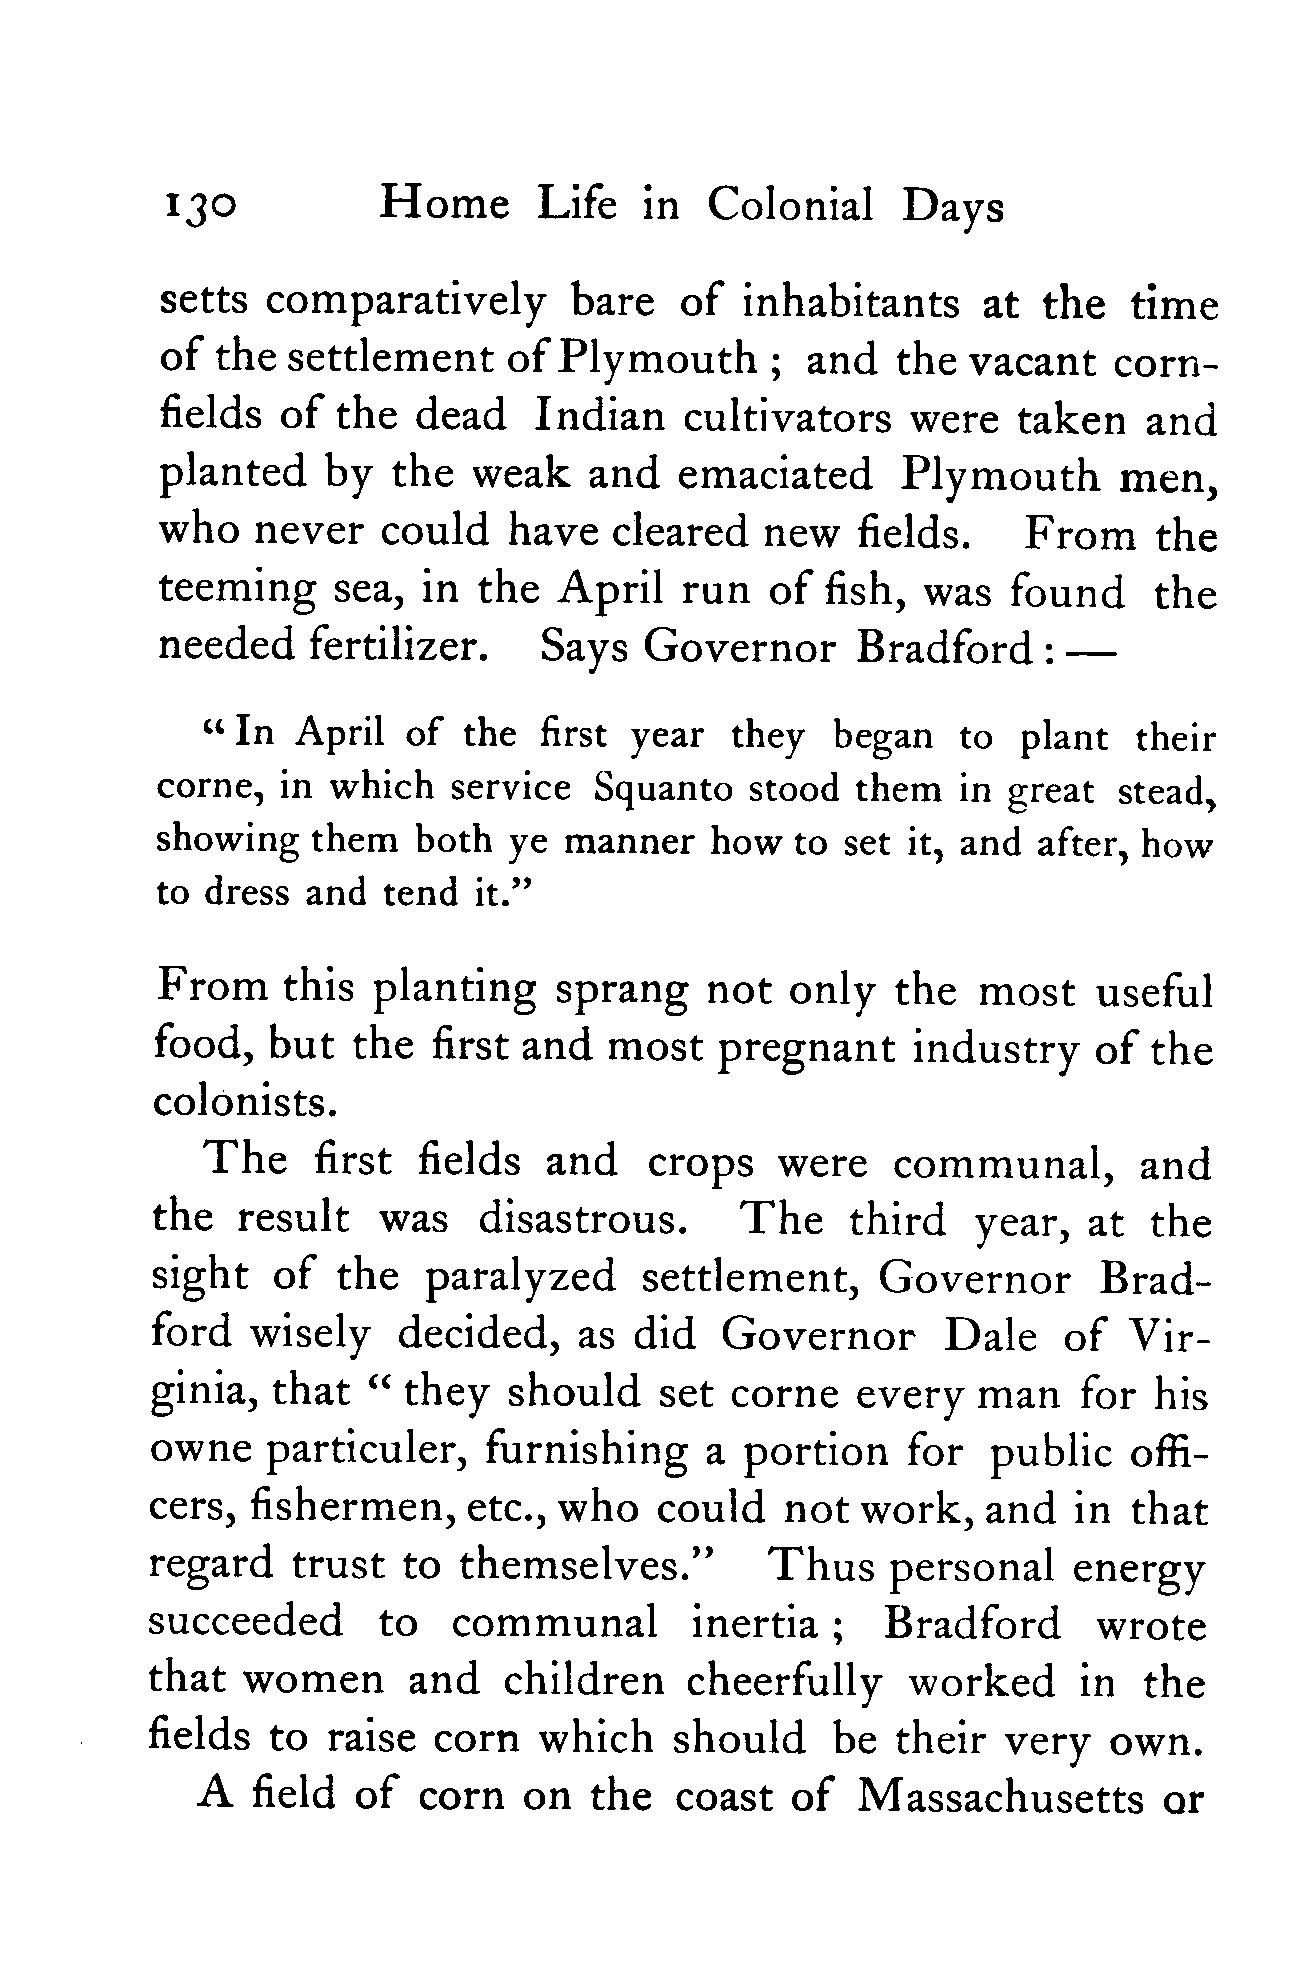 130 Home Life in Colonial Days
setts comparatively bare of inhabitants at the time
of the settlement of Plymouth ; and the vacant corn-
fields of the dead Indian cultivators were taken and
planted by the weak and emaciated Plymouth men,
who never could have cleared new fields. From the
teeming sea, in the April run of fish, was found the
needed fertilizer. Says Governor Bradford : —
“ In April of the first year they began to plant their
corne, in which service Squanto stood them in great stead,
showing them both ye manner how to set it, and after, how
to dress and tend it.”
From this planting sprang not only the most useful
food, but the first and most pregnant industry of the
colonists.
The first fields and crops were communal, and
the result was disastrous. The third year, at the
sight of the paralyzed settlement, Governor Brad-
ford wisely decided, as did Governor Dale of Vir-
ginia, that “ they should set corne every man for his
owne particuler, furnishing a portion for public offi-
cers, fishermen, etc., who could not work, and in that
regard trust to themselves.” Thus personal energy
succeeded to communal inertia ; Bradford wrote
that women and children cheerfully worked in the
fields to raise corn which should be their very own.
A field of corn on the coast of Massachusetts or